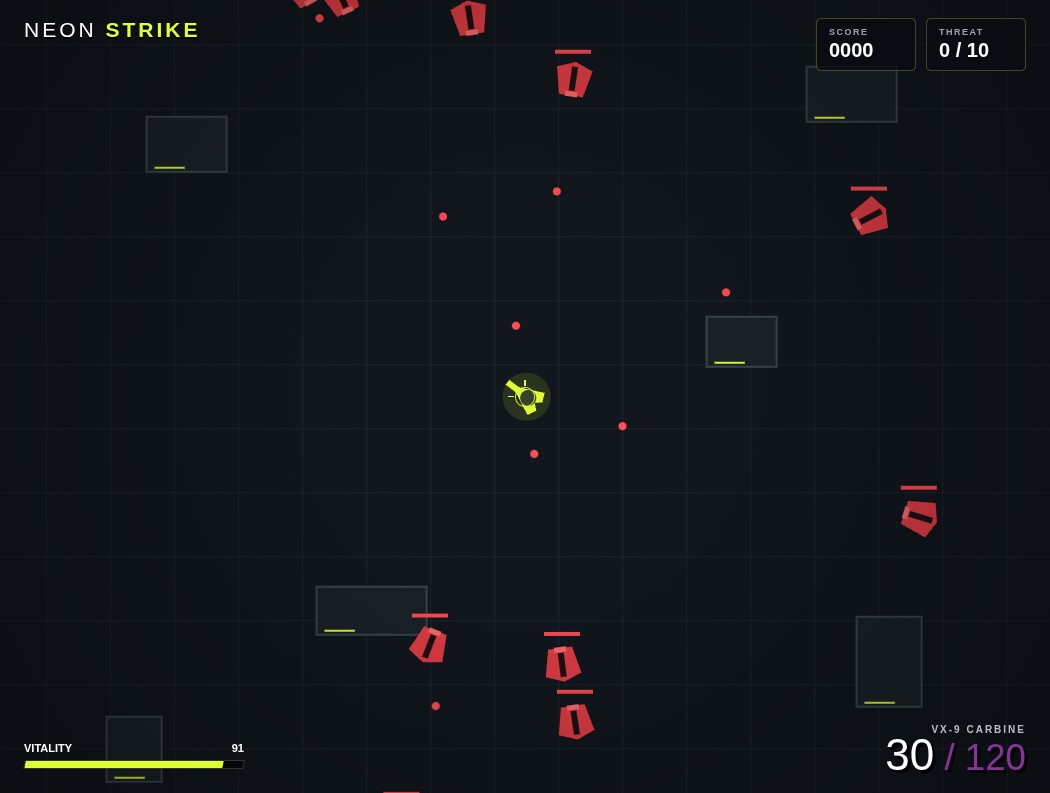 NEON STRIKE
SCORE
0000
THREAT
0 / 10
VITALITY 91
VX-9 CARBINE
30 / 120